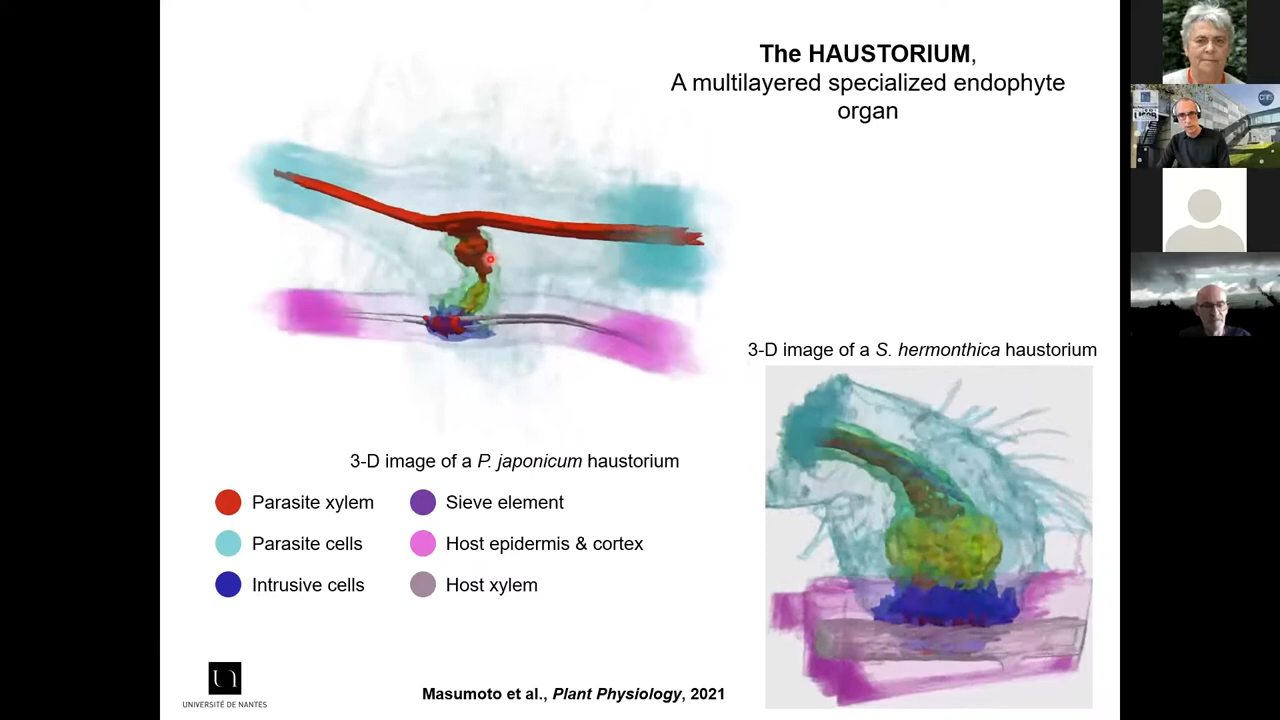 The HAUSTORIUM,
A multilayered specialized endophyte
organ
3-D image of a S. hermonthica haustorium
3-D image of a P. japonicum haustorium
Parasite xylem
Sieve element
Parasite cells
Host epidermis & cortex
Intrusive cells
Host xylem
UNIVERSITÉ DE NANTES
Masumoto et al., Plant Physiology, 2021